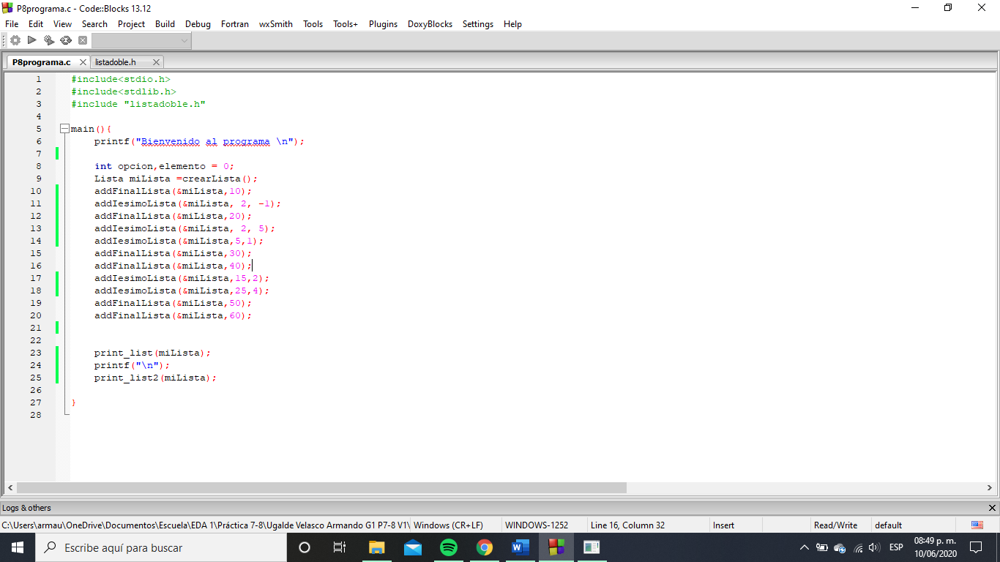 P8programa.c - Code::Blocks 13.12
File Edit View Search Project Build Debug Fortran wxSmith Tools Tools+ Plugins DoxyBlocks Settings Help
P8programa.c listadoble.h
1 #include<stdio.h>
2 #include<stdlib.h>
3 #include "listadoble.h"
4
5 main(){
6 printf("Bienvenido al programa \n");
7
8 int opcion,elemento = 0;
9 Lista miLista =crearLista();
10 addFinalLista(&miLista,10);
11 addIesimoLista(&miLista, 2, -1);
12 addFinalLista(&miLista,20);
13 addIesimoLista(&miLista, 2, 5);
14 addIesimoLista(&miLista,5,1);
15 addFinalLista(&miLista,30);
16 addFinalLista(&miLista,40);
17 addIesimoLista(&miLista,15,2);
18 addIesimoLista(&miLista,25,4);
19 addFinalLista(&miLista,50);
20 addFinalLista(&miLista,60);
21
22
23 print_list(miLista);
24 printf("\n");
25 print_list2(miLista);
26
27 }
28
Logs & others
C:\Users\armau\OneDrive\Documentos\Escuela\EDA 1\Práctica 7-8\Ugalde Velasco Armando G1 P7-8 V1\ Windows (CR+LF) WINDOWS-1252 Line 16, Column 32 Insert Read/Write default
Escribe aquí para buscar
ESP
08:49 p. m.
10/06/2020